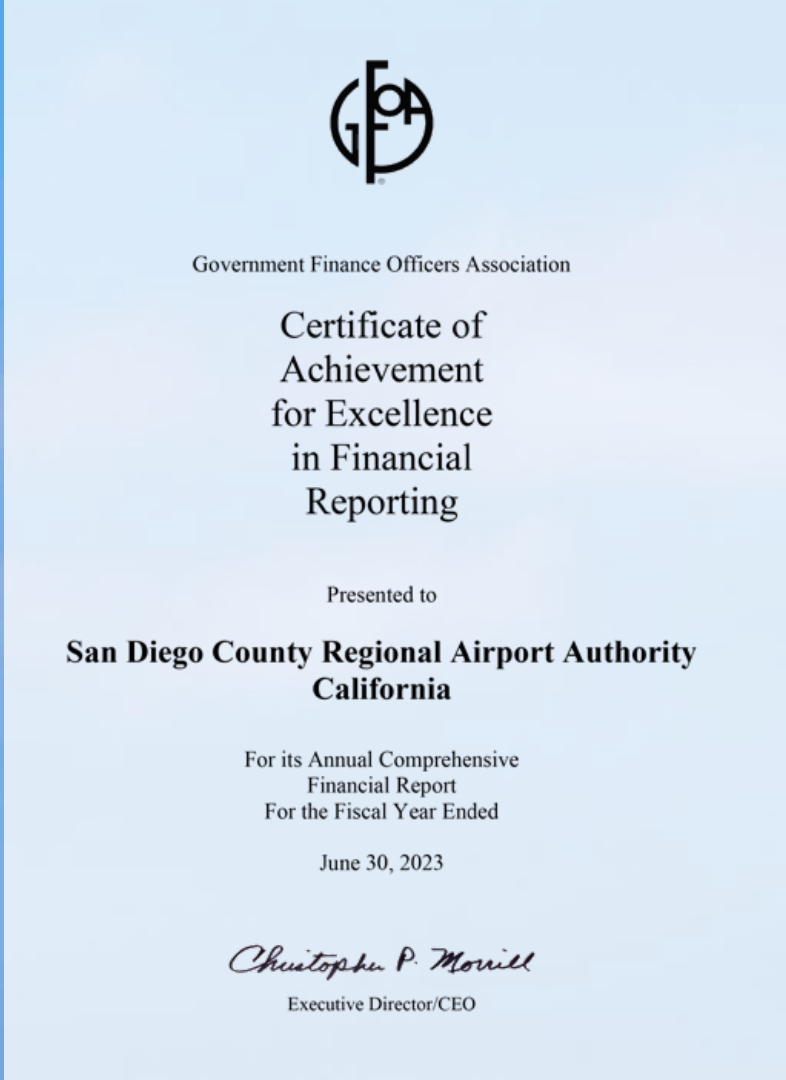 GFOA
®
Government Finance Officers Association
Certificate of
Achievement
for Excellence
in Financial
Reporting
Presented to
San Diego County Regional Airport Authority
California
For its Annual Comprehensive
Financial Report
For the Fiscal Year Ended
June 30, 2023
Christopher P. Morrill
Executive Director/CEO